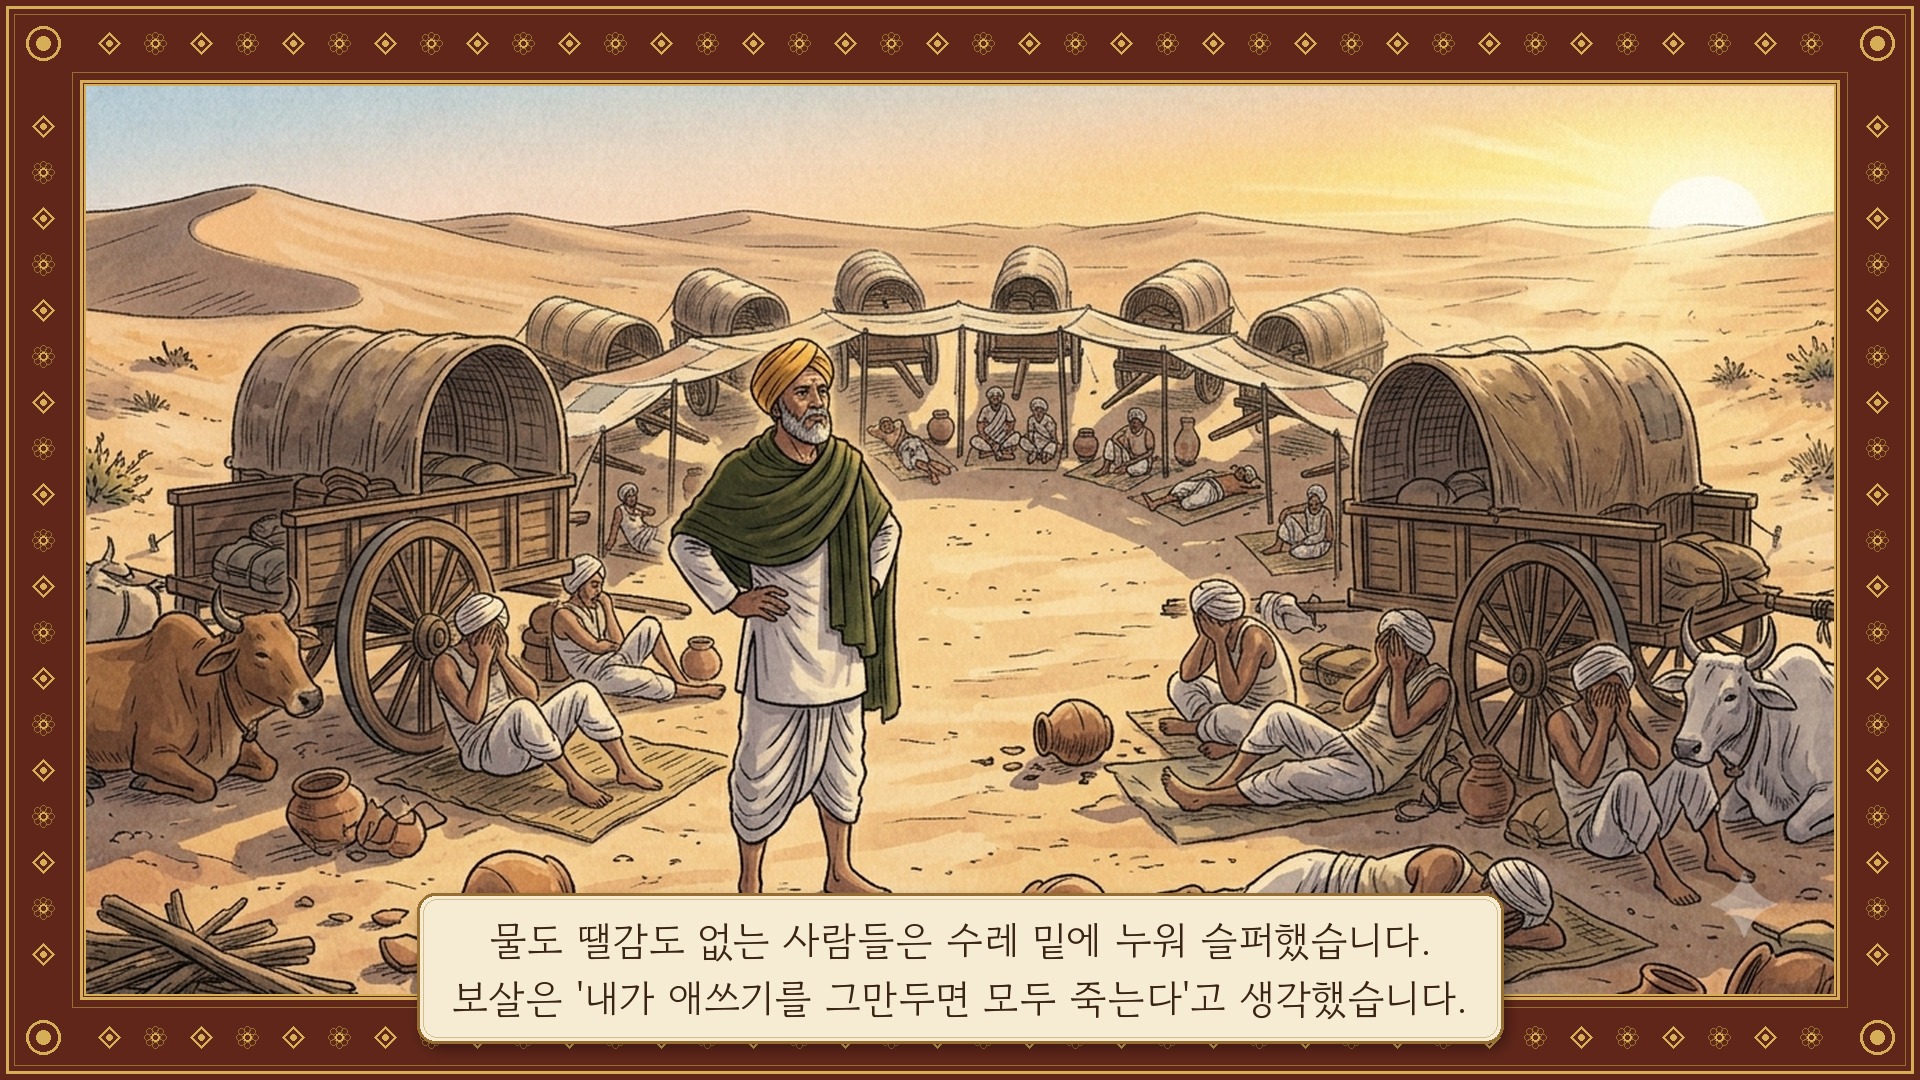 물도 땔감도 없는 사람들은 수레 밑에 누워 슬퍼했습니다.
보살은 '내가 애쓰기를 그만두면 모두 죽는다'고 생각했습니다.